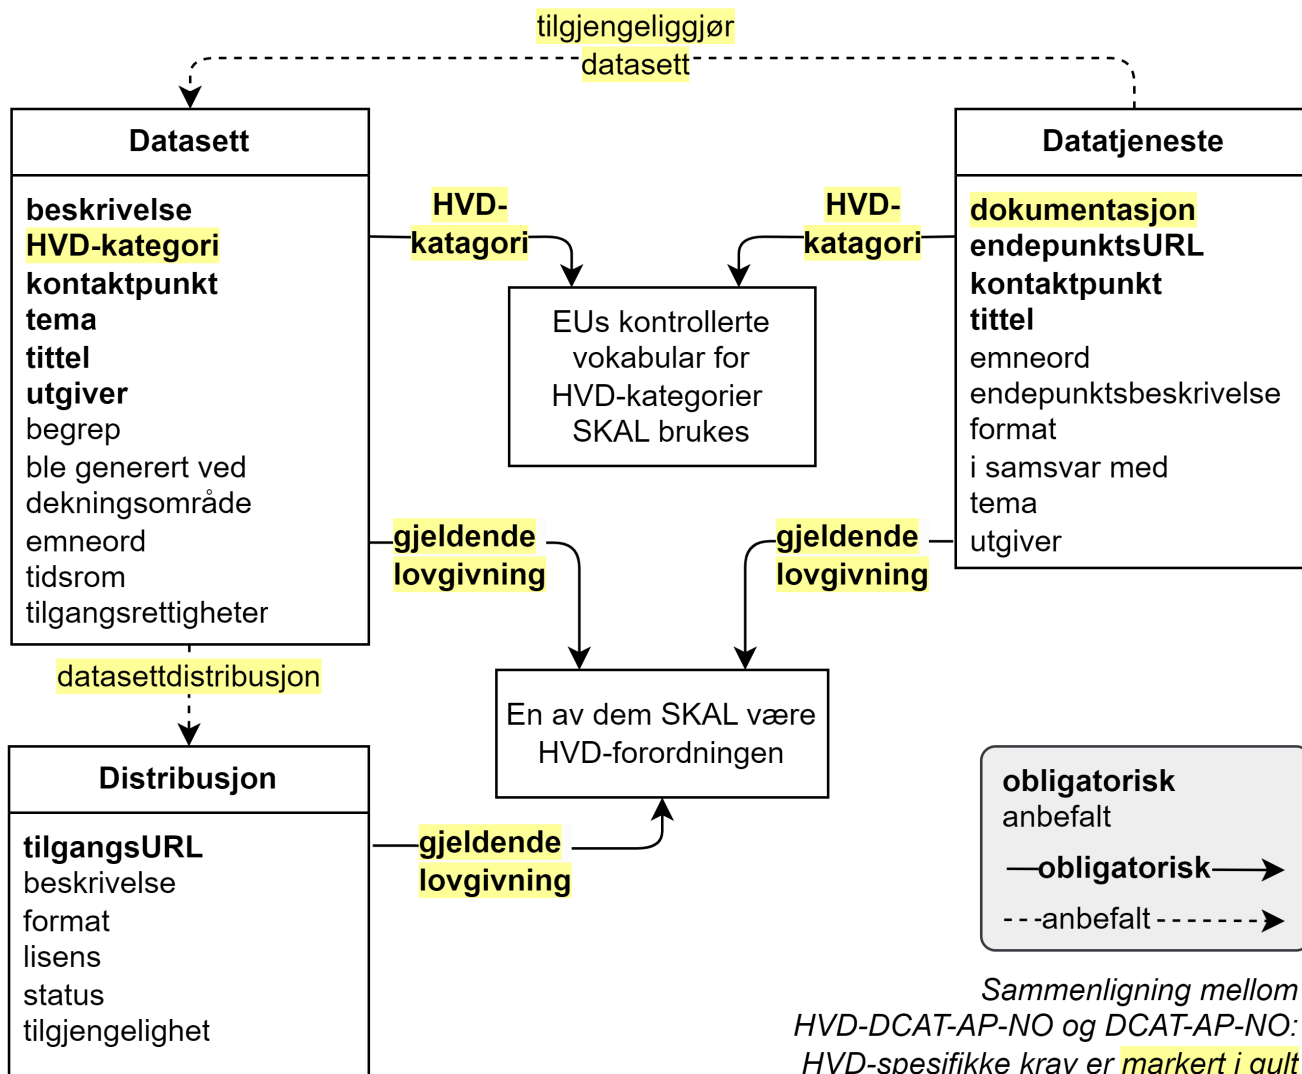 tilgjengeliggjør
datasett
Datasett
beskrivelse
HVD-kategori
kontaktpunkt
tema
tittel
utgiver
begrep
ble generert ved
dekningsområde
emneord
tidsrom
tilgangsrettigheter
HVD-
katagori
HVD-
katagori
Datatjeneste
dokumentasjon
endepunktsURL
kontaktpunkt
tittel
emneord
endepunktsbeskrivelse
format
i samsvar med
tema
utgiver
EUs kontrollerte
vokabular for
HVD-kategorier
SKAL brukes
gjeldende
lovgivning
gjeldende
lovgivning
datasettdistribusjon
En av dem SKAL være
HVD-forordningen
Distribusjon
tilgangsURL
beskrivelse
format
lisens
status
tilgjengelighet
gjeldende
lovgivning
obligatorisk
anbefalt
obligatorisk
anbefalt
Sammenligning mellom
HVD-DCAT-AP-NO og DCAT-AP-NO:
HVD-spesifikke krav er markert i gult